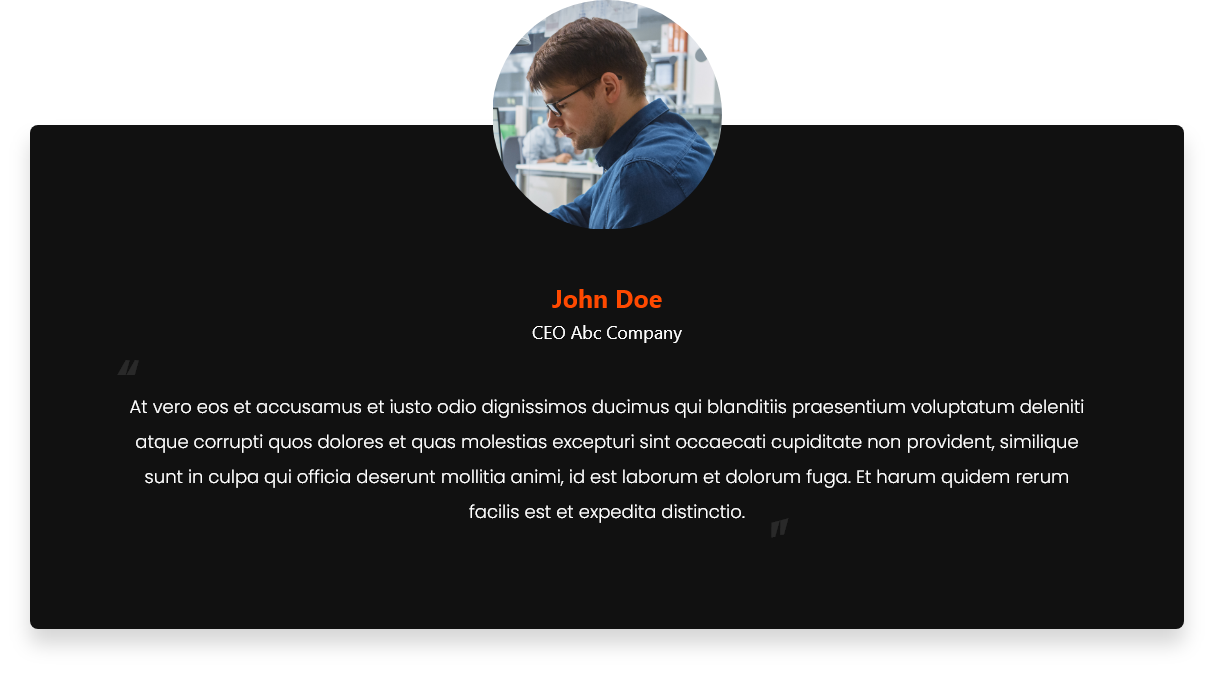 John Doe
CEO Abc Company
“
At vero eos et accusamus et iusto odio dignissimos ducimus qui blanditiis praesentium voluptatum deleniti
atque corrupti quos dolores et quas molestias excepturi sint occaecati cupiditate non provident, similique
sunt in culpa qui officia deserunt mollitia animi, id est laborum et dolorum fuga. Et harum quidem rerum
facilis est et expedita distinctio. ”